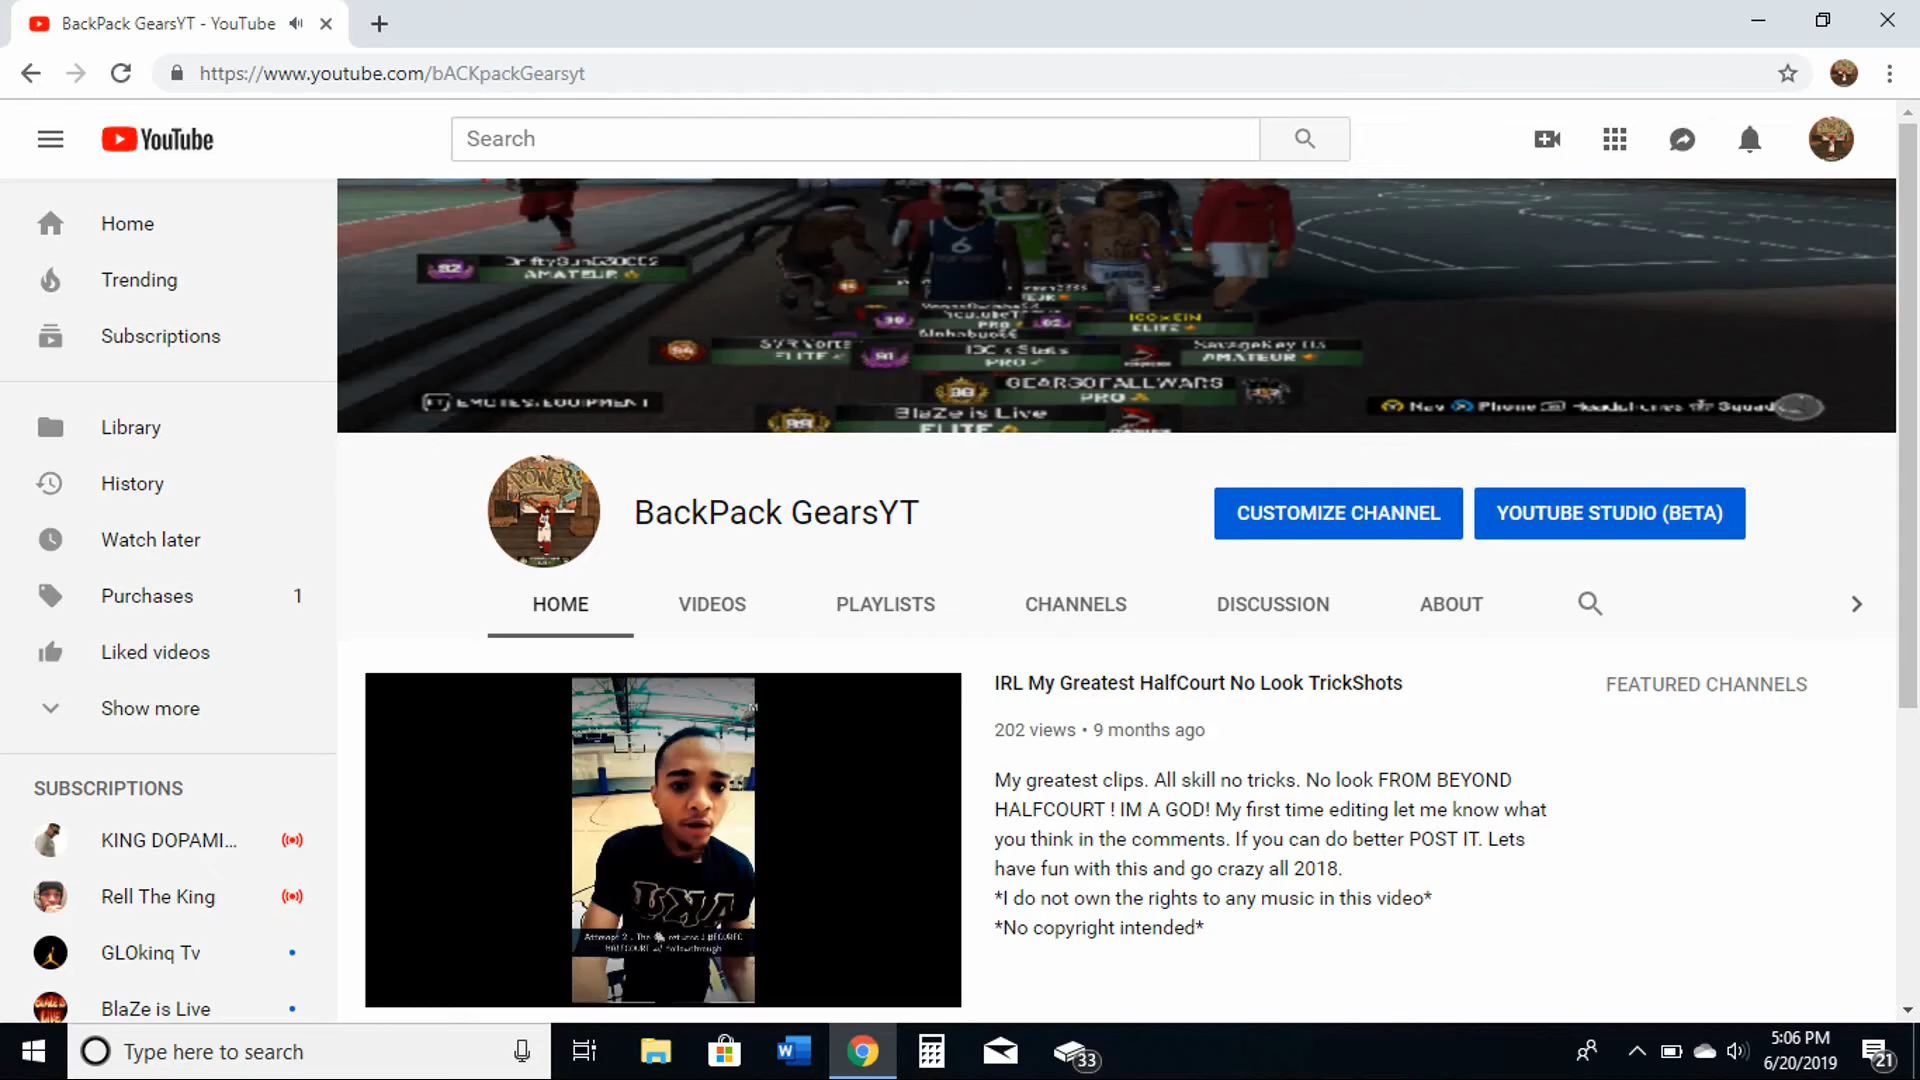 BackPack GearsYT - YouTube
https://www.youtube.com/bACKpackGearsyt
YouTube
Search
Home
Trending
Subscriptions
Library
History
Watch later
Purchases 1
Liked videos
Show more
SUBSCRIPTIONS
KING DOPAMI...
Rell The King
GLOkinq Tv
BlaZe is Live
AMATEUR
ELITE
PRO
AMATEUR
GEARSOFALLWARS
PRO
EMOTES/EQUIPMENT
BlaZe is Live
ELITE
POWER
BackPack GearsYT
CUSTOMIZE CHANNEL
YOUTUBE STUDIO (BETA)
HOME
VIDEOS
PLAYLISTS
CHANNELS
DISCUSSION
ABOUT
IRL My Greatest HalfCourt No Look TrickShots
202 views • 9 months ago
My greatest clips. All skill no tricks. No look FROM BEYOND
HALFCOURT ! IM A GOD! My first time editing let me know what
you think in the comments. If you can do better POST IT. Lets
have fun with this and go crazy all 2018.
*I do not own the rights to any music in this video*
*No copyright intended*
FEATURED CHANNELS
Type here to search
33
5:06 PM
6/20/2019
21